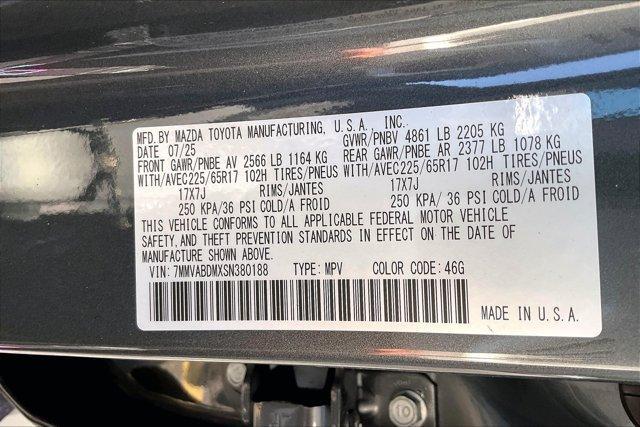 MFD. BY MAZDA TOYOTA MANUFACTURING, U.S.A., INC.
DATE 07/25 GVWR/PNBV 4861 LB 2205 KG
FRONT GAWR/PNBE AV 2566 LB 1164 KG REAR GAWR/PNBE AR 2377 LB 1078 KG
WITH/AVEC225/65R17 102H TIRES/PNEUS WITH/AVEC225/65R17 102H TIRES/PNEUS
17X7J RIMS/JANTES 17X7J RIMS/JANTES
250 KPA/36 PSI COLD/A FROID 250 KPA/ 36 PSI COLD/A FROID
THIS VEHICLE CONFORMS TO ALL APPLICABLE FEDERAL MOTOR VEHICLE
SAFETY,AND THEFT PREVENTION STANDARDS IN EFFECT ON THE DATE OF
MANUFACTURE SHOWN ABOVE.
VIN:7MMVABDMXSN380188 TYPE:MPV COLOR CODE:46G
MADE IN U.S.A.
10